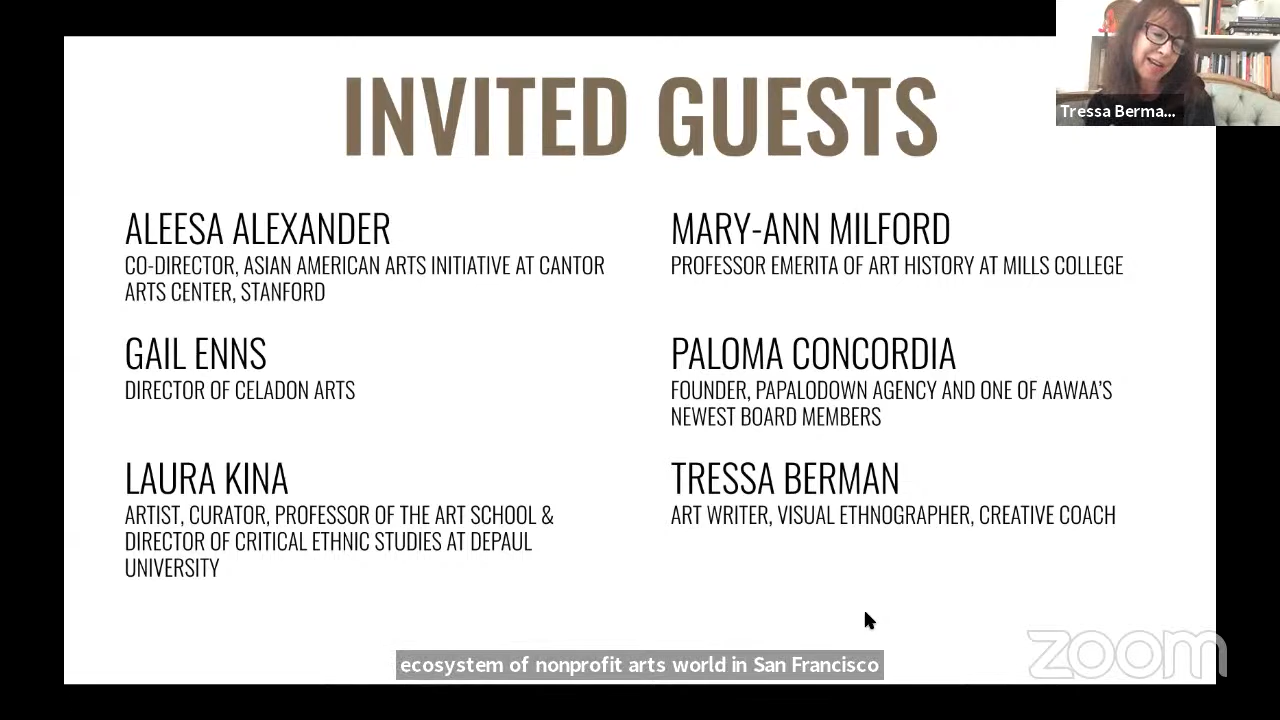 Tressa Berma...
INVITED GUESTS
ALEESA ALEXANDER
CO-DIRECTOR, ASIAN AMERICAN ARTS INITIATIVE AT CANTOR
ARTS CENTER, STANFORD
GAIL ENNS
DIRECTOR OF CELADON ARTS
LAURA KINA
ARTIST, CURATOR, PROFESSOR OF THE ART SCHOOL &
DIRECTOR OF CRITICAL ETHNIC STUDIES AT DEPAUL
UNIVERSITY
MARY-ANN MILFORD
PROFESSOR EMERITA OF ART HISTORY AT MILLS COLLEGE
PALOMA CONCORDIA
FOUNDER, PAPALODOWN AGENCY AND ONE OF AAWAA'S
NEWEST BOARD MEMBERS
TRESSA BERMAN
ART WRITER, VISUAL ETHNOGRAPHER, CREATIVE COACH
ecosystem of nonprofit arts world in San Francisco
zoom